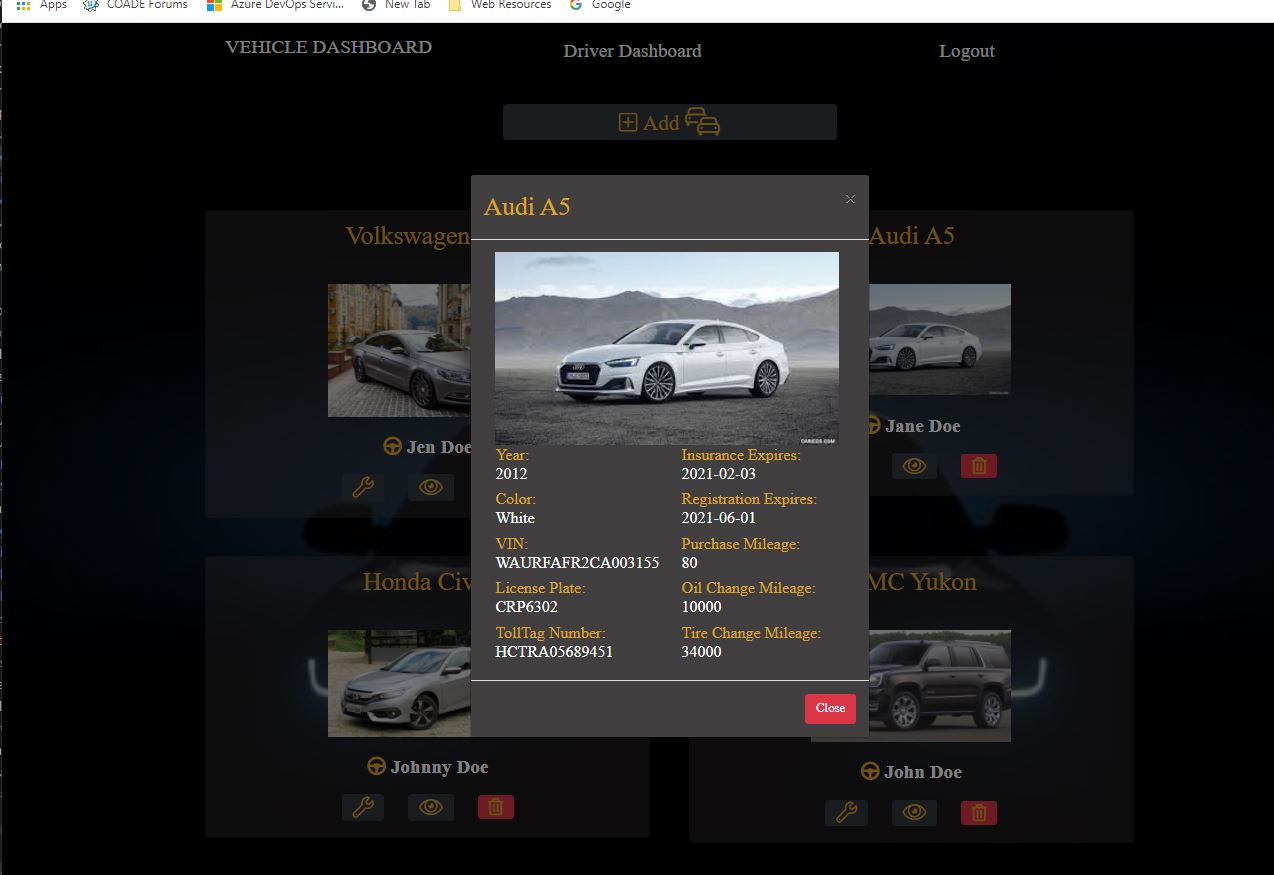 Apps COADE Forums Azure DevOps Servi... New Tab Web Resources Google
VEHICLE DASHBOARD Driver Dashboard Logout
Add
Audi A5 ×
Volkswagen Audi A5
CARICOS.COM
Jen Doe Jane Doe
Year: Insurance Expires:
2012 2021-02-03
Color: Registration Expires:
White 2021-06-01
VIN: Purchase Mileage:
WAURFAFR2CA003155 80
License Plate: Oil Change Mileage:
CRP6302 10000
TollTag Number: Tire Change Mileage:
HCTRA05689451 34000
Close
Honda Civ MC Yukon
Johnny Doe John Doe